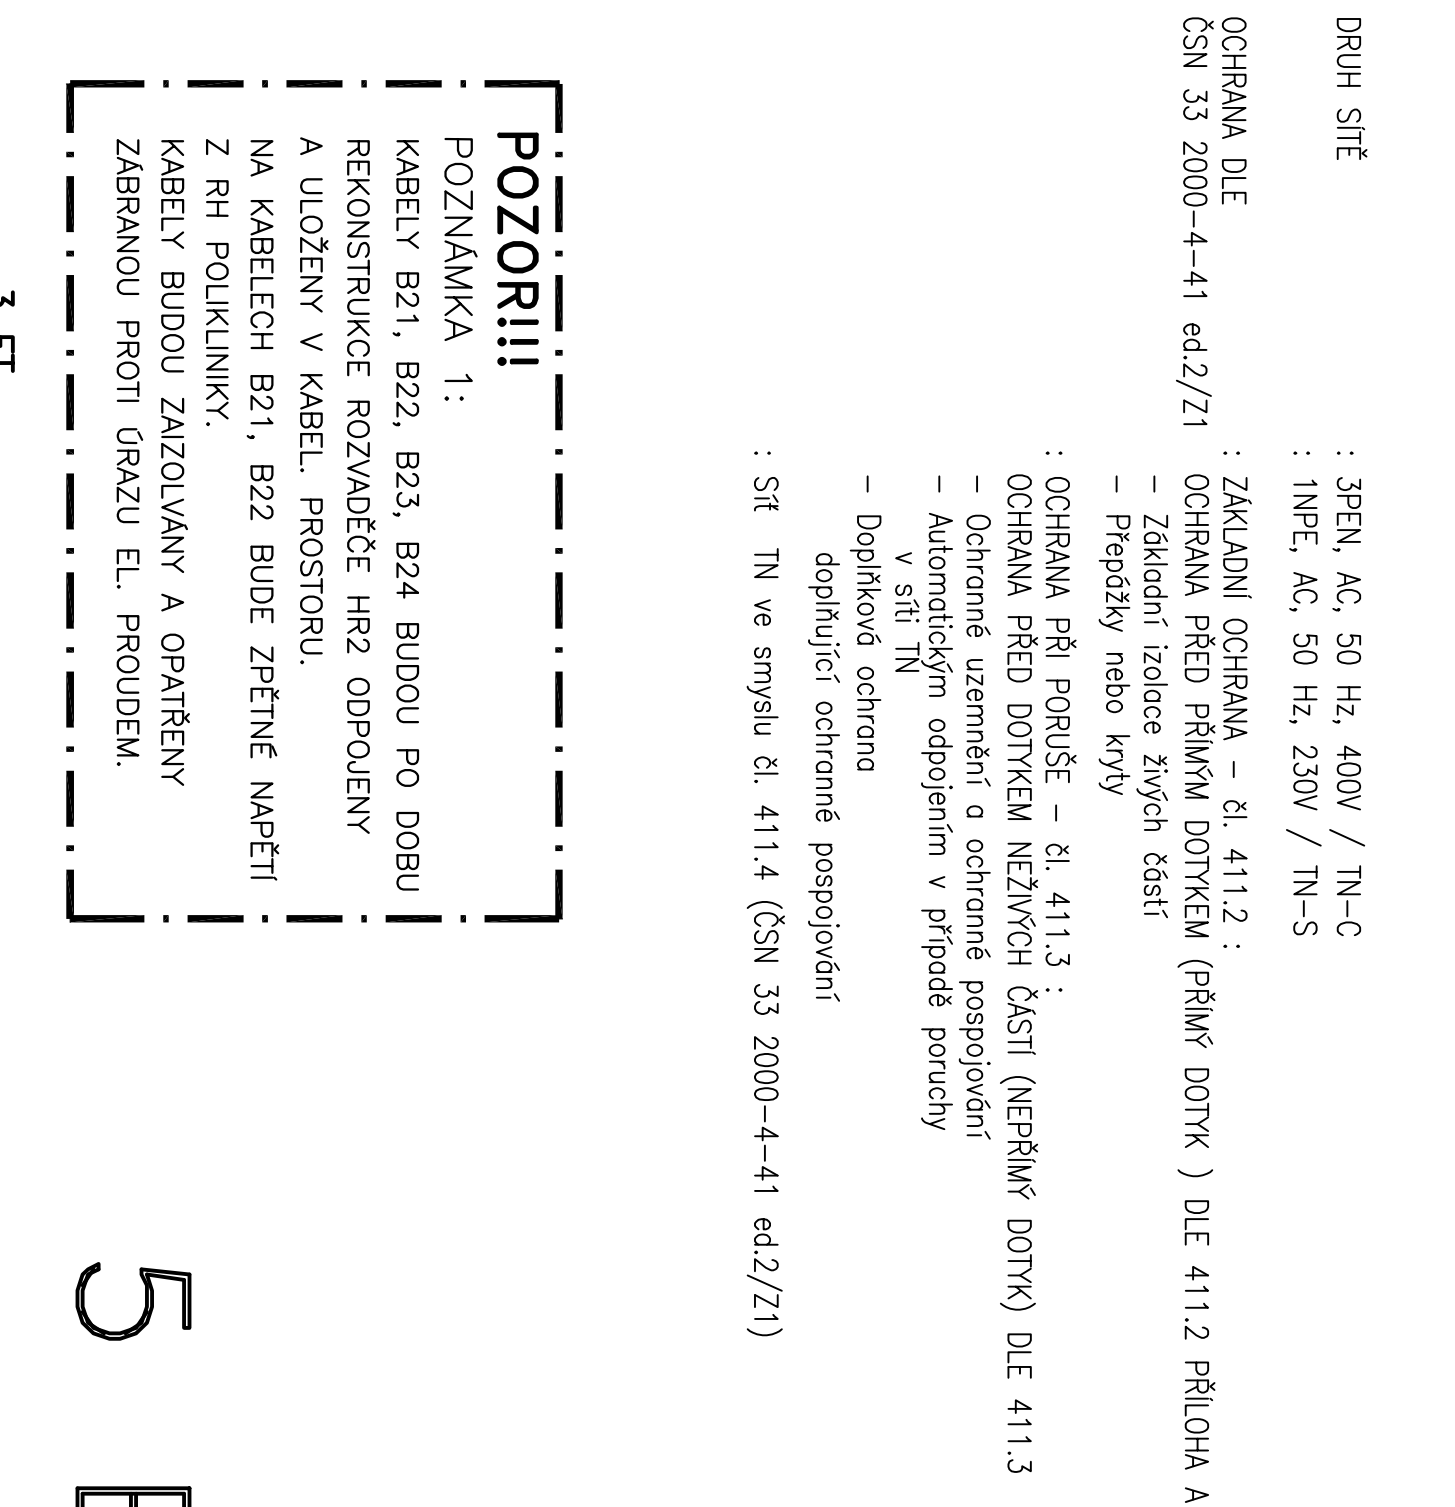 DRUH SÍTĚ : 3PEN, AC, 50 Hz, 400V / TN-C
: 1NPE, AC, 50 Hz, 230V / TN-S
OCHRANA DLE : ZÁKLADNÍ OCHRANA - čl. 411.2 :
ČSN 33 2000-4-41 ed.2/Z1 OCHRANA PŘED PŘÍMÝM DOTYKEM (PŘÍMÝ DOTYK ) DLE 411.2 PŘÍLOHA A
- Základní izolace živých částí
- Přepážky nebo kryty
: OCHRANA PŘI PORUŠE - čl. 411.3 :
OCHRANA PŘED DOTYKEM NEŽIVÝCH ČÁSTÍ (NEPŘÍMÝ DOTYK) DLE 411.3
- Ochranné uzemnění a ochranné pospojování
- Automatickým odpojením v případě poruchy
v síti TN
- Doplňková ochrana
doplňující ochranné pospojování
: Síť TN ve smyslu čl. 411.4 (ČSN 33 2000-4-41 ed.2/Z1)
POZOR!!!
POZNÁMKA 1:
KABELY B21, B22, B23, B24 BUDOU PO DOBU
REKONSTRUKCE ROZVADĚČE HR2 ODPOJENY
A ULOŽENY V KABEL. PROSTORU.
NA KABELECH B21, B22 BUDE ZPĚTNÉ NAPĚTÍ
Z RH POLIKLINIKY.
KABELY BUDOU ZAIZOLVÁNY A OPATŘENY
ZÁBRANOU PROTI ÚRAZU EL. PROUDEM.
5